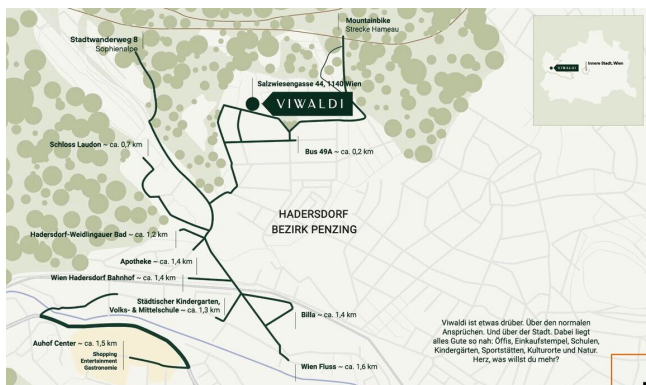 Mountainbike
Strecke Hameau
Stadtwanderweg 8
Sophienalpe
Innere Stadt, Wien
VIWALDI
Salzwiesengasse 44, 1140 Wien
VIWALDI
Schloss Laudon ~ ca. 0,7 km
Bus 49A ~ ca. 0,2 km
HADERSDORF
BEZIRK PENZING
Hadersdorf-Weidlingauer Bad ~ ca. 1,2 km
Apotheke ~ ca. 1,4 km
Wien Hadersdorf Bahnhof ~ ca. 1,4 km
Städtischer Kindergarten,
Volks- & Mittelschule ~ ca. 1,3 km
Billa ~ ca. 1,4 km
Auhof Center ~ ca. 1,5 km
Shopping
Entertainment
Gastronomie
Wien Fluss ~ ca. 1,6 km
Viwaldi ist etwas drüber. Über den normalen
Ansprüchen. Und über der Stadt. Dabei liegt
alles Gute so nah: Öffis, Einkaufstempel, Schulen,
Kindergärten, Sportstätten, Kulturorte und Natur.
Herz, was willst du mehr?